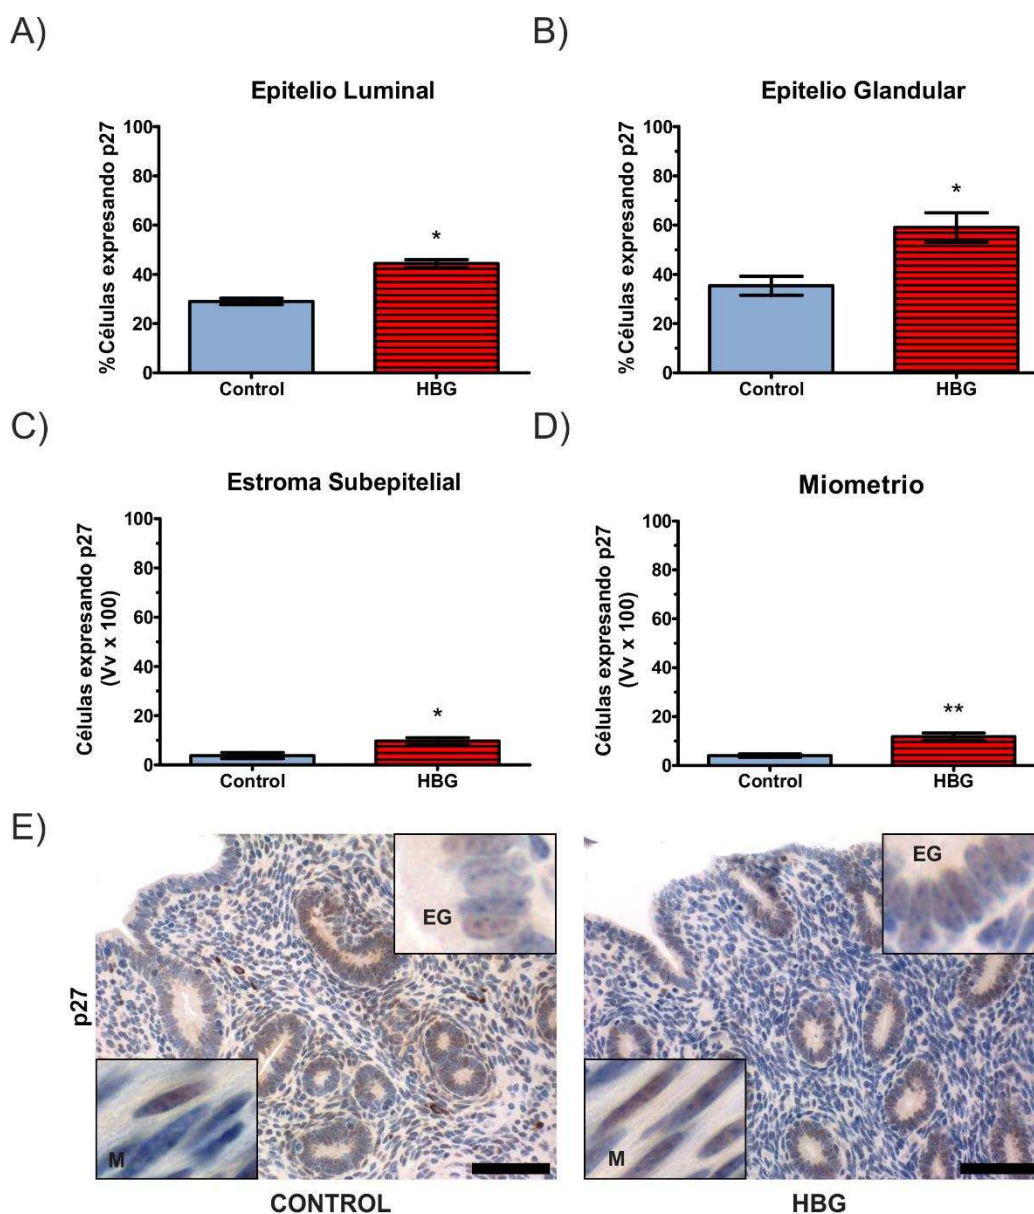 A)
Epitelio Luminal
% Células expresando p27
100
80
60
40
20
0
*
Control
HBG
B)
Epitelio Glandular
% Células expresando p27
100
80
60
40
20
0
*
Control
HBG
C)
Estroma Subepitelial
Células expresando p27
(Vv x 100)
100
80
60
40
20
0
*
Control
HBG
D)
Miometrio
Células expresando p27
(Vv x 100)
100
80
60
40
20
0
**
Control
HBG
E)
p27
EG
M
EG
M
CONTROL
HBG